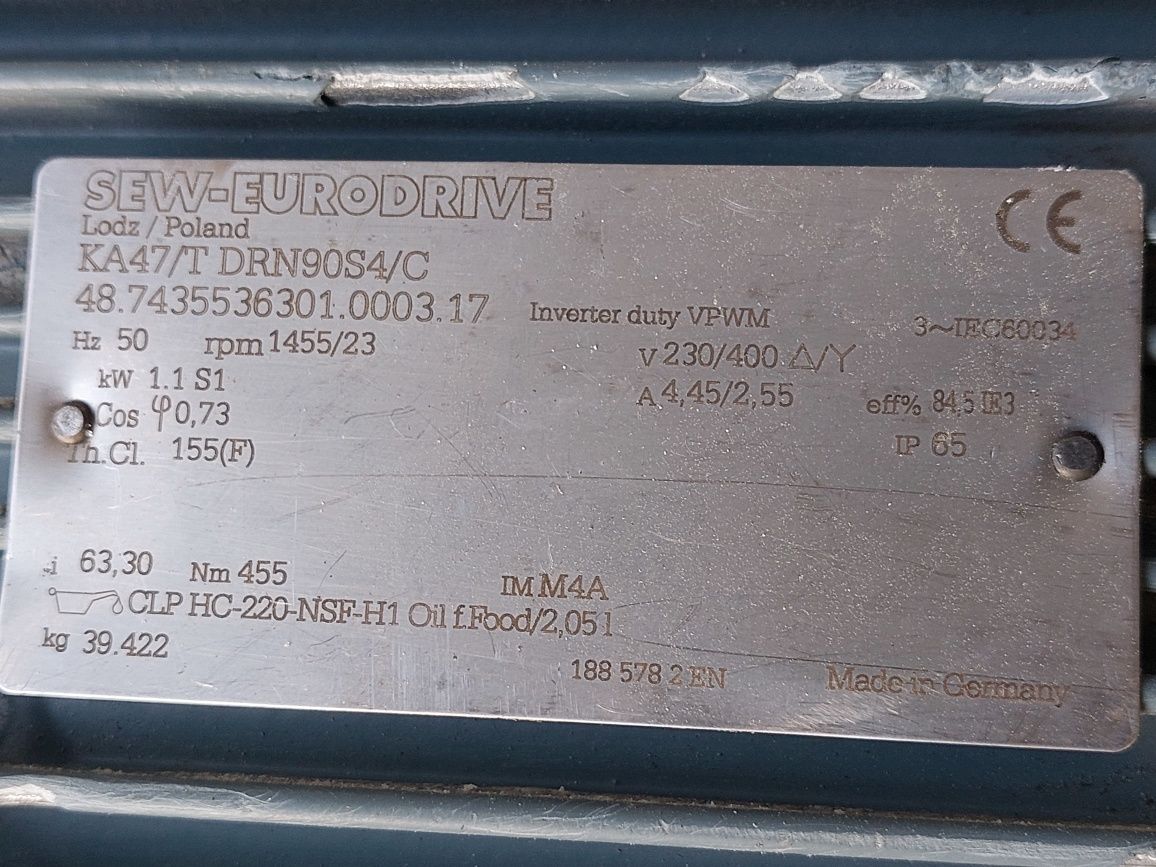 SEW-EURODRIVE
CE
Lodz / Poland
KA47/T DRN90S4/C
48.7435536301.0003.17 Inverter duty VPWM 3~IEC60034
Hz 50 rpm 1455/23 V 230/400 Δ/Y
kW 1.1 S1 A 4,45/2,55 eff% 84,5 IE3
Cos φ 0,73 IP 65
Th.Cl. 155(F)
i 63,30 Nm 455 IM M4A
CLP HC-220-NSF-H1 Oil f.Food/2,05 l
kg 39.422 188 578 2 EN Made in Germany